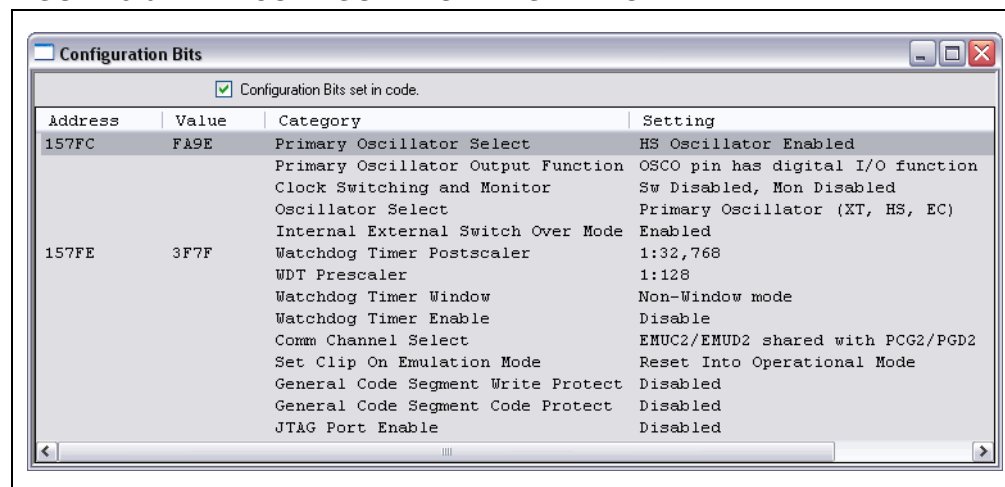 Configuration Bits
Configuration Bits set in code.
Address Value Category Setting
157FC FA9E Primary Oscillator Select HS Oscillator Enabled
Primary Oscillator Output Function OSCO pin has digital I/O function
Clock Switching and Monitor Sw Disabled, Mon Disabled
Oscillator Select Primary Oscillator (XT, HS, EC)
Internal External Switch Over Mode Enabled
157FE 3F7F Watchdog Timer Postscaler 1:32,768
WDT Prescaler 1:128
Watchdog Timer Window Non-Window mode
Watchdog Timer Enable Disable
Comm Channel Select EMUC2/EMUD2 shared with PCG2/PGD2
Set Clip On Emulation Mode Reset Into Operational Mode
General Code Segment Write Protect Disabled
General Code Segment Code Protect Disabled
JTAG Port Enable Disabled